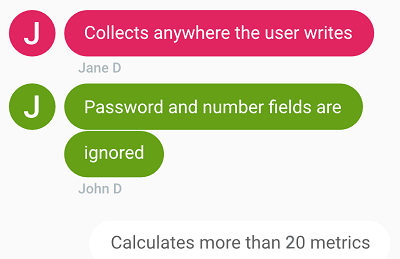 J Collects anywhere the user writes
Jane D
J Password and number fields are
ignored
John D
Calculates more than 20 metrics